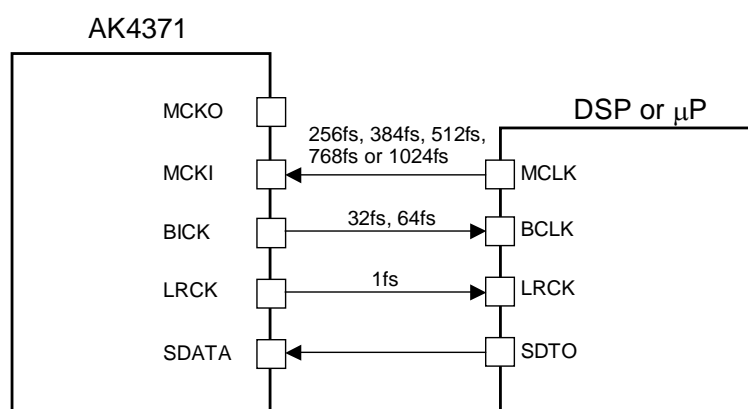 AK4371
DSP or μP
MCKO
256fs, 384fs, 512fs,
768fs or 1024fs
MCKI
MCLK
BICK
32fs, 64fs
BCLK
LRCK
1fs
LRCK
SDATA
SDTO